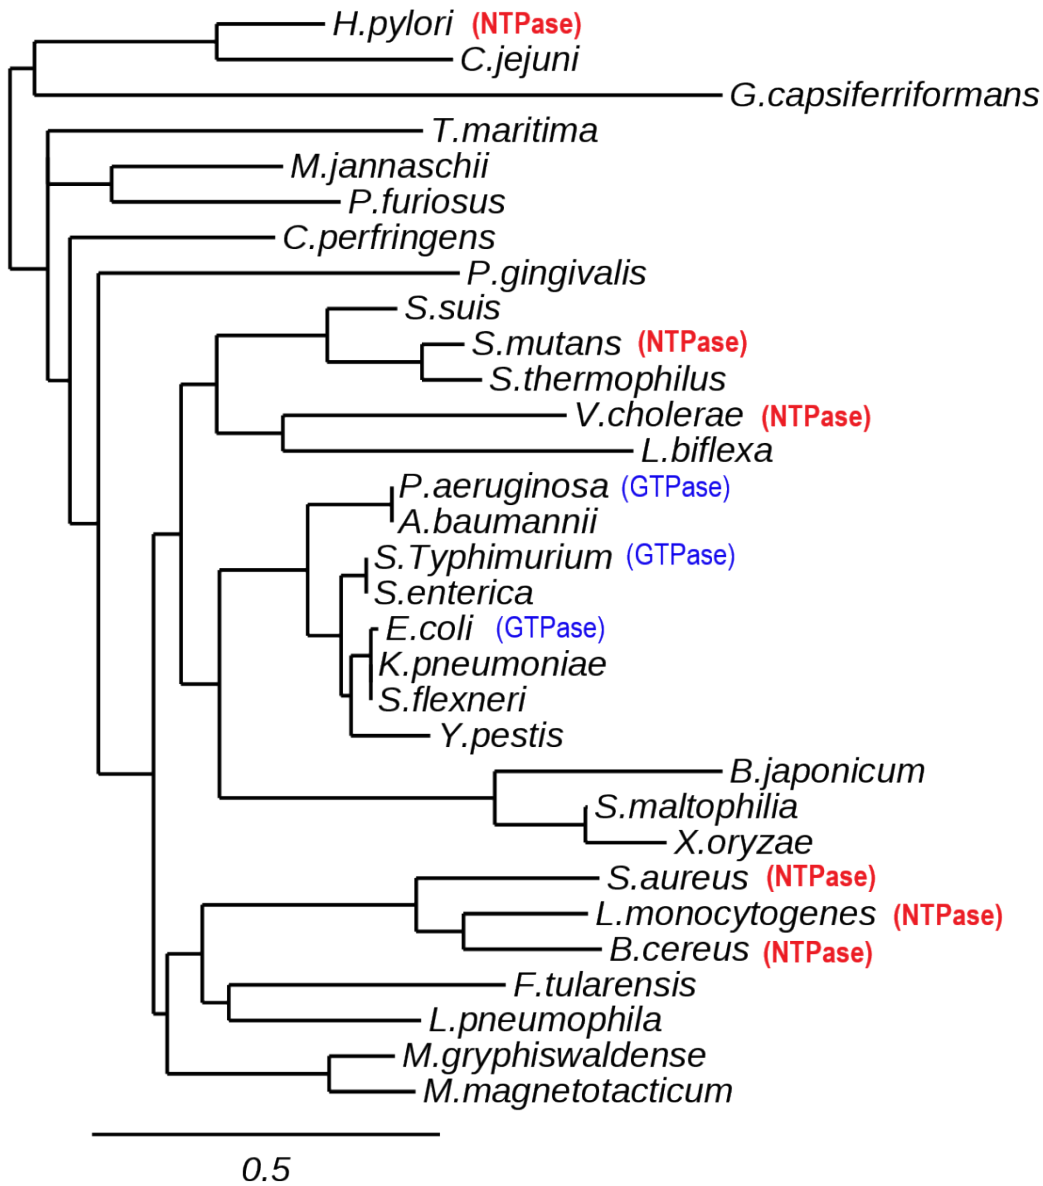 H.pylori (NTPase)
C.jejuni
G.capsiferriformans
T.maritima
M.jannaschii
P.furiosus
C.perfringens
P.gingivalis
S.suis
S.mutans (NTPase)
S.thermophilus
V.cholerae (NTPase)
L.biflexa
P.aeruginosa (GTPase)
A.baumannii
S.Typhimurium (GTPase)
S.enterica
E.coli (GTPase)
K.pneumoniae
S.flexneri
Y.pestis
B.japonicum
S.maltophilia
X.oryzae
S.aureus (NTPase)
L.monocytogenes (NTPase)
B.cereus (NTPase)
F.tularensis
L.pneumophila
M.gryphiswaldense
M.magnetotacticum
0.5